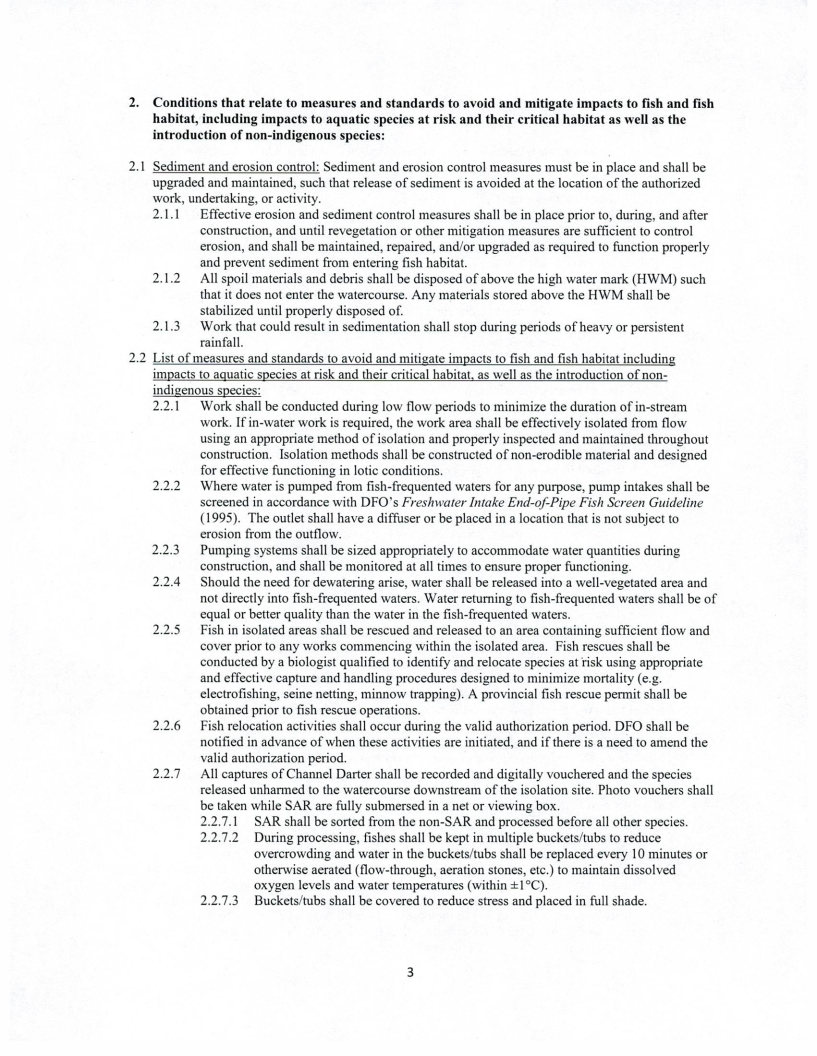 2. Conditions that relate to measures and standards to avoid and mitigate impacts to fish and fish
habitat, including impacts to aquatic species at risk and their critical habitat as well as the
introduction of non-indigenous species:
2.1 Sediment and erosion control: Sediment and erosion control measures must be in place and shall be
upgraded and maintained, such that release of sediment is avoided at the location of the authorized
work, undertaking, or activity.
2.1.1 Effective erosion and sediment control measures shall be in place prior to, during, and after
construction, and until revegetation or other mitigation measures are sufficient to control
erosion, and shall be maintained, repaired, and/or upgraded as required to function properly
and prevent sediment from entering fish habitat.
2.1.2 All spoil materials and debris shall be disposed of above the high water mark (HWM) such
that it does not enter the watercourse. Any materials stored above the HWM shall be
stabilized until properly disposed of.
2.1.3 Work that could result in sedimentation shall stop during periods of heavy or persistent
rainfall.
2.2 List of measures and standards to avoid and mitigate impacts to fish and fish habitat including
impacts to aquatic species at risk and their critical habitat, as well as the introduction of non-
indigenous species:
2.2.1 Work shall be conducted during low flow periods to minimize the duration of in-stream
work. If in-water work is required, the work area shall be effectively isolated from flow
using an appropriate method of isolation and properly inspected and maintained throughout
construction. Isolation methods shall be constructed of non-erodible material and designed
for effective functioning in lotic conditions.
2.2.2 Where water is pumped from fish-frequented waters for any purpose, pump intakes shall be
screened in accordance with DFO's Freshwater Intake End-of-Pipe Fish Screen Guideline
(1995). The outlet shall have a diffuser or be placed in a location that is not subject to
erosion from the outflow.
2.2.3 Pumping systems shall be sized appropriately to accommodate water quantities during
construction, and shall be monitored at all times to ensure proper functioning.
2.2.4 Should the need for dewatering arise, water shall be released into a well-vegetated area and
not directly into fish-frequented waters. Water returning to fish-frequented waters shall be of
equal or better quality than the water in the fish-frequented waters.
2.2.5 Fish in isolated areas shall be rescued and released to an area containing sufficient flow and
cover prior to any works commencing within the isolated area. Fish rescues shall be
conducted by a biologist qualified to identify and relocate species at risk using appropriate
and effective capture and handling procedures designed to minimize mortality (e.g.
electrofishing, seine netting, minnow trapping). A provincial fish rescue permit shall be
obtained prior to fish rescue operations.
2.2.6 Fish relocation activities shall occur during the valid authorization period. DFO shall be
notified in advance of when these activities are initiated, and if there is a need to amend the
valid authorization period.
2.2.7 All captures of Channel Darter shall be recorded and digitally vouchered and the species
released unharmed to the watercourse downstream of the isolation site. Photo vouchers shall
be taken while SAR are fully submersed in a net or viewing box.
2.2.7.1 SAR shall be sorted from the non-SAR and processed before all other species.
2.2.7.2 During processing, fishes shall be kept in multiple buckets/tubs to reduce
overcrowding and water in the buckets/tubs shall be replaced every 10 minutes or
otherwise aerated (flow-through, aeration stones, etc.) to maintain dissolved
oxygen levels and water temperatures (within ±1°C).
2.2.7.3 Buckets/tubs shall be covered to reduce stress and placed in full shade.
3